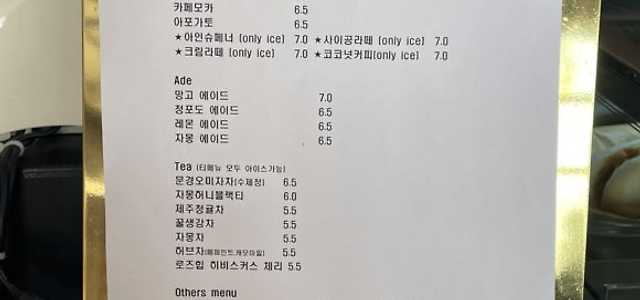 카페모카 6.5
아포가토 6.5
★아인슈페너 (only ice) 7.0 ★사이공라떼 (only ice) 7.0
★크림라떼 (only ice) 7.0 ★코코넛커피(only ice) 7.0
Ade
망고 에이드 7.0
청포도 에이드 6.5
레몬 에이드 6.5
자몽 에이드 6.5
Tea (티메뉴 모두 아이스가능)
문경오미자차(수제청) 6.5
자몽허니블랙티 6.0
제주청귤차 5.5
꿀생강차 5.5
자몽차 5.5
허브차(페퍼민트,캐모마일) 5.5
로즈힙 히비스커스 체리 5.5
Others menu